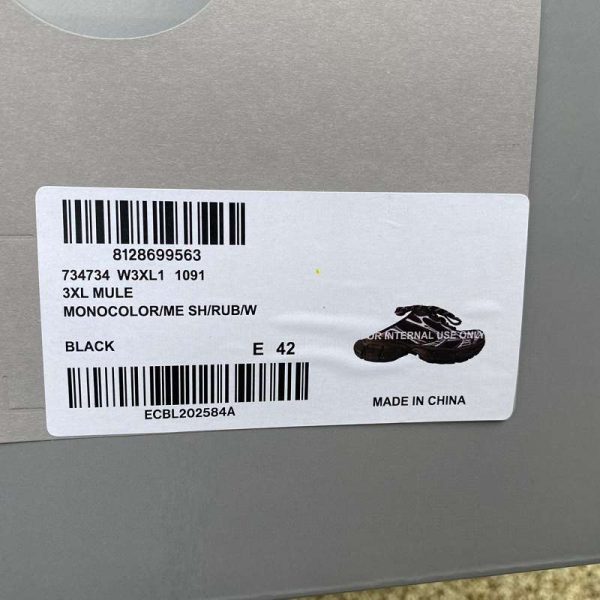 8128699563
734734 W3XL1 1091
3XL MULE
MONOCOLOR/ME SH/RUB/W
BLACK E 42
FOR INTERNAL USE ONLY
ECBL202584A
MADE IN CHINA